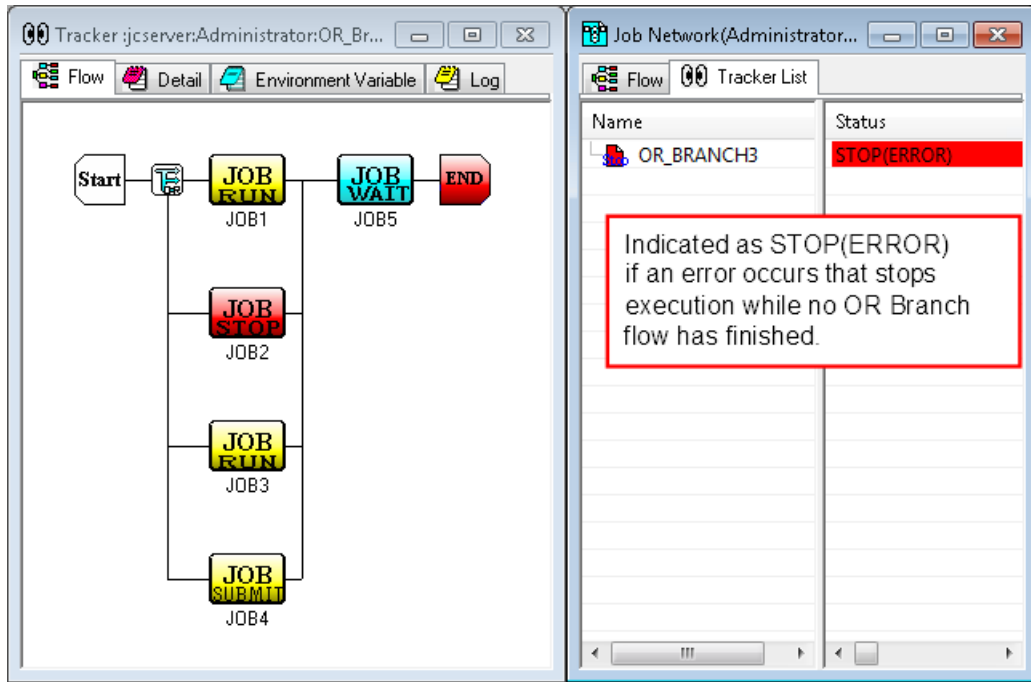 Tracker :jcserver:Administrator:OR_Br...
Flow
Detail
Environment Variable
Log
Start
OR
JOB
RUN
JOB1
JOB
WAIT
JOB5
END
JOB
STOP
JOB2
JOB
RUN
JOB3
JOB
SUBMIT
JOB4
Job Network(Administrator...
Flow
Tracker List
Name
Status
Stop
OR_BRANCH3
STOP(ERROR)
Indicated as STOP(ERROR)
if an error occurs that stops
execution while no OR Branch
flow has finished.